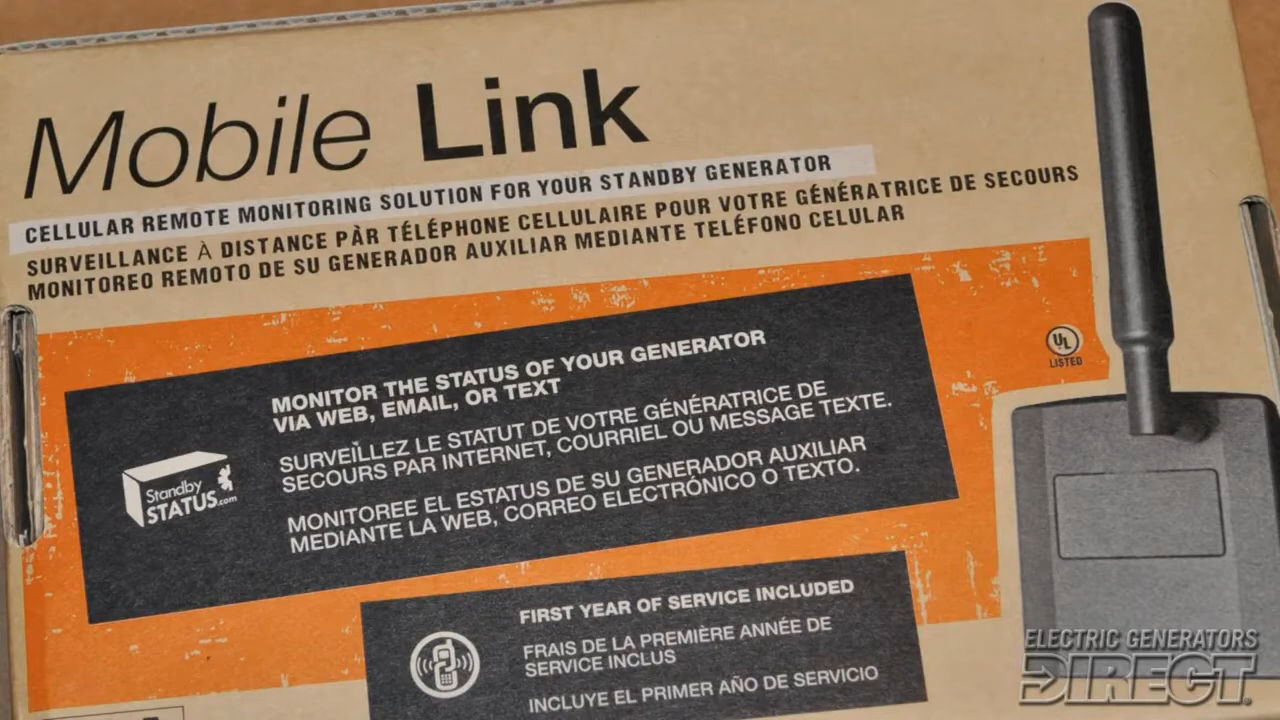 Mobile Link
CELLULAR REMOTE MONITORING SOLUTION FOR YOUR STANDBY GENERATOR
SURVEILLANCE À DISTANCE PÀR TÉLÉPHONE CELLULAIRE POUR VOTRE GÉNÉRATRICE DE SECOURS
MONITOREO REMOTO DE SU GENERADOR AUXILIAR MEDIANTE TELÉFONO CELULAR
UL
LISTED
MONITOR THE STATUS OF YOUR GENERATOR
VIA WEB, EMAIL, OR TEXT
SURVEILLEZ LE STATUT DE VOTRE GÉNÉRATRICE DE
SECOURS PAR INTERNET, COURRIEL OU MESSAGE TEXTE.
MONITOREE EL ESTATUS DE SU GENERADOR AUXILIAR
MEDIANTE LA WEB, CORREO ELECTRÓNICO O TEXTO.
Standby
STATUS.com
FIRST YEAR OF SERVICE INCLUDED
FRAIS DE LA PREMIÈRE ANNÉE DE
SERVICE INCLUS
INCLUYE EL PRIMER AÑO DE SERVICIO
ELECTRIC GENERATORS
DIRECT